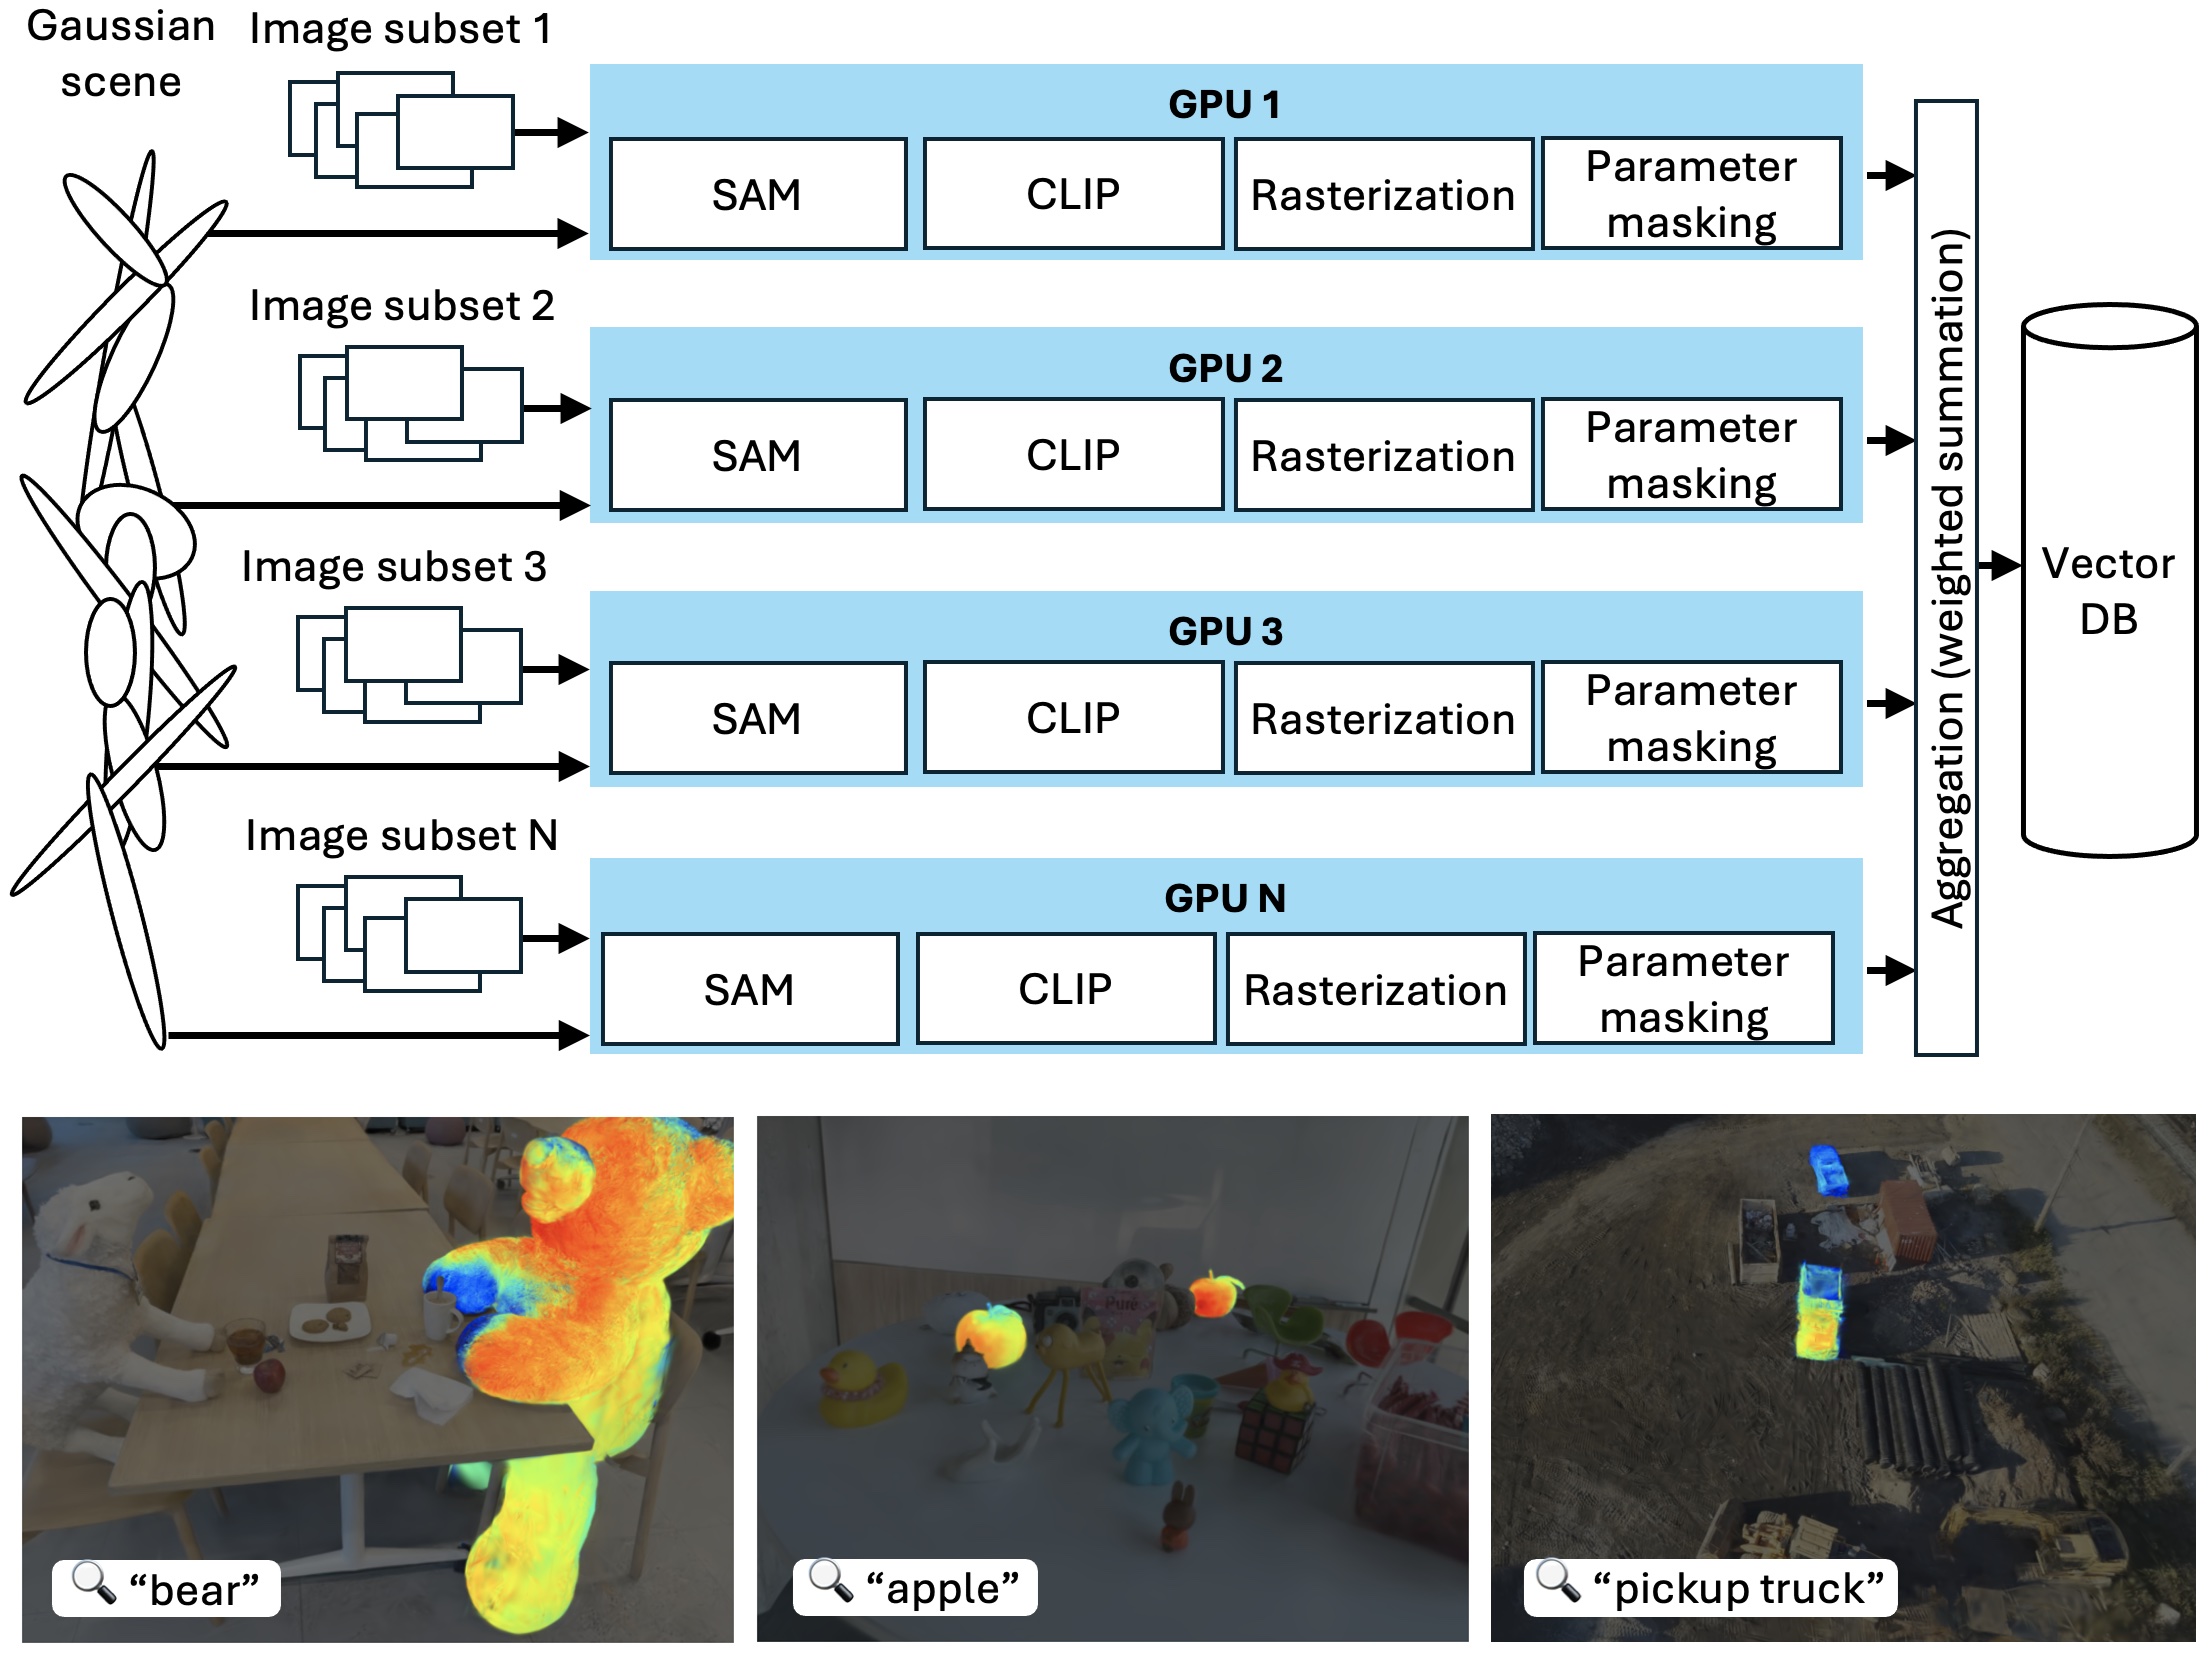 Gaussian
scene
Image subset 1
GPU 1
SAM
CLIP
Rasterization
Parameter
masking
Image subset 2
GPU 2
SAM
CLIP
Rasterization
Parameter
masking
Image subset 3
GPU 3
SAM
CLIP
Rasterization
Parameter
masking
Image subset N
GPU N
SAM
CLIP
Rasterization
Parameter
masking
Aggregation (weighted summation)
Vector
DB
“bear”
“apple”
“pickup truck”